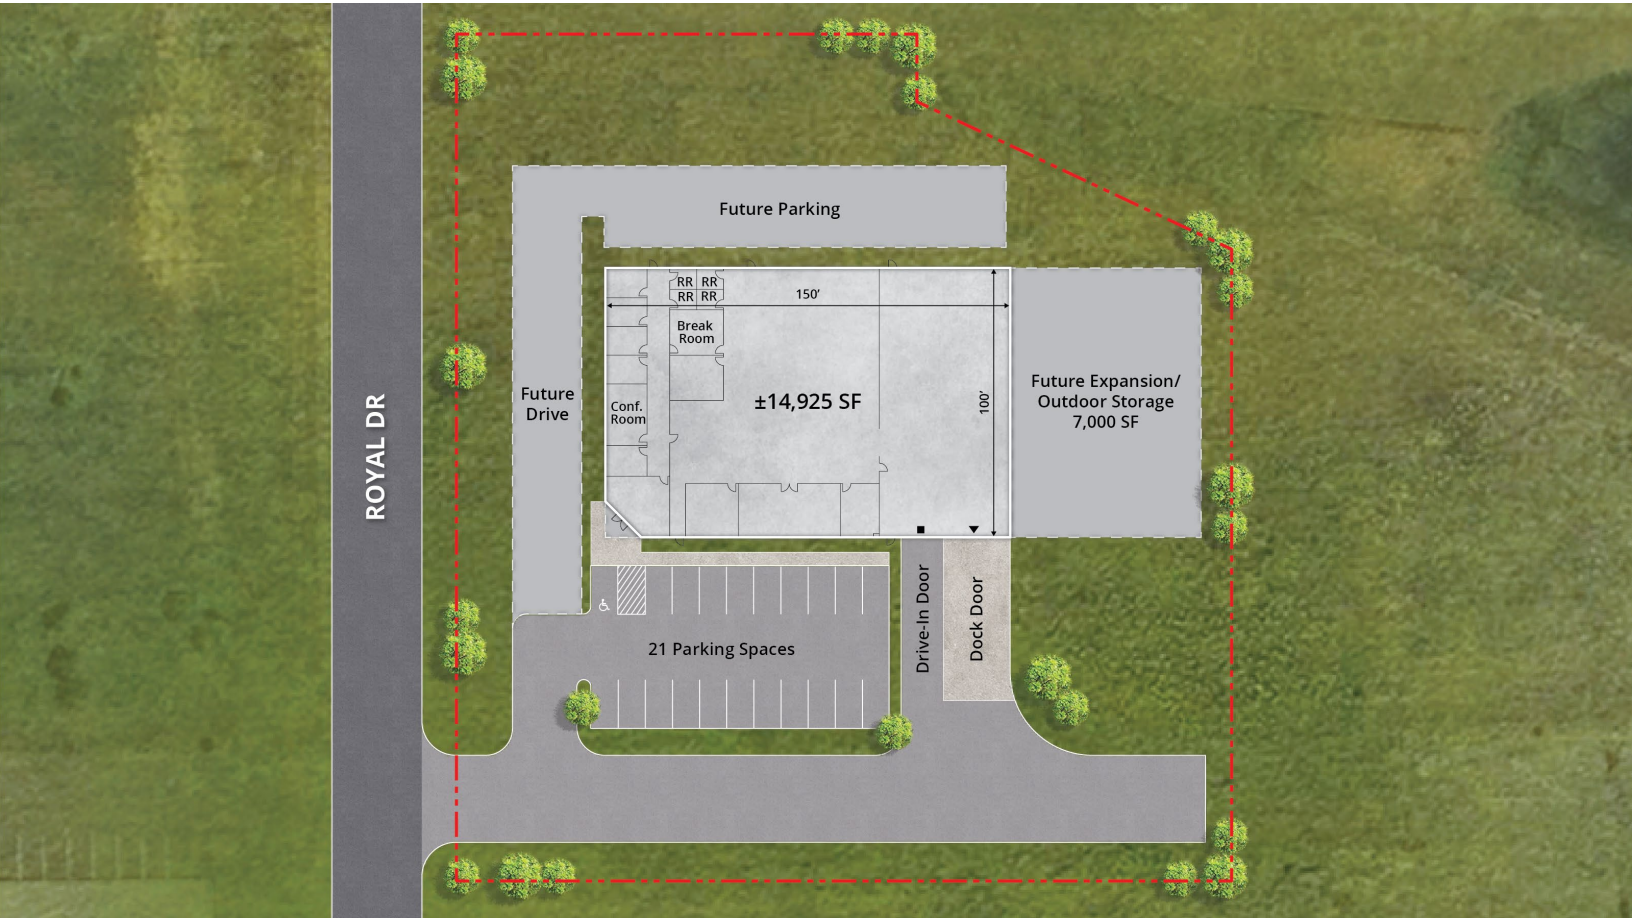 Future Parking
RR RR
RR RR
150'
Break
Room
Future
Drive
Conf.
Room
±14,925 SF
100'
Future Expansion/
Outdoor Storage
7,000 SF
ROYAL DR
21 Parking Spaces
Drive-In Door
Dock Door